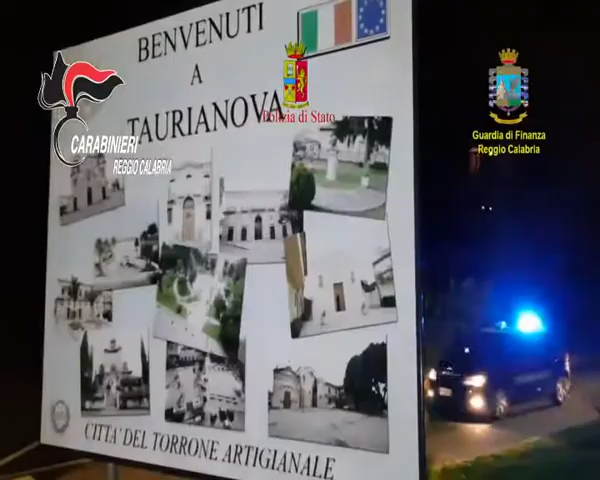 BENVENUTI
A
TAURIANOVA
CARABINIERI
REGGIO CALABRIA
Polizia di Stato
Guardia di Finanza
Reggio Calabria
CITTA' DEL TORRONE ARTIGIANALE